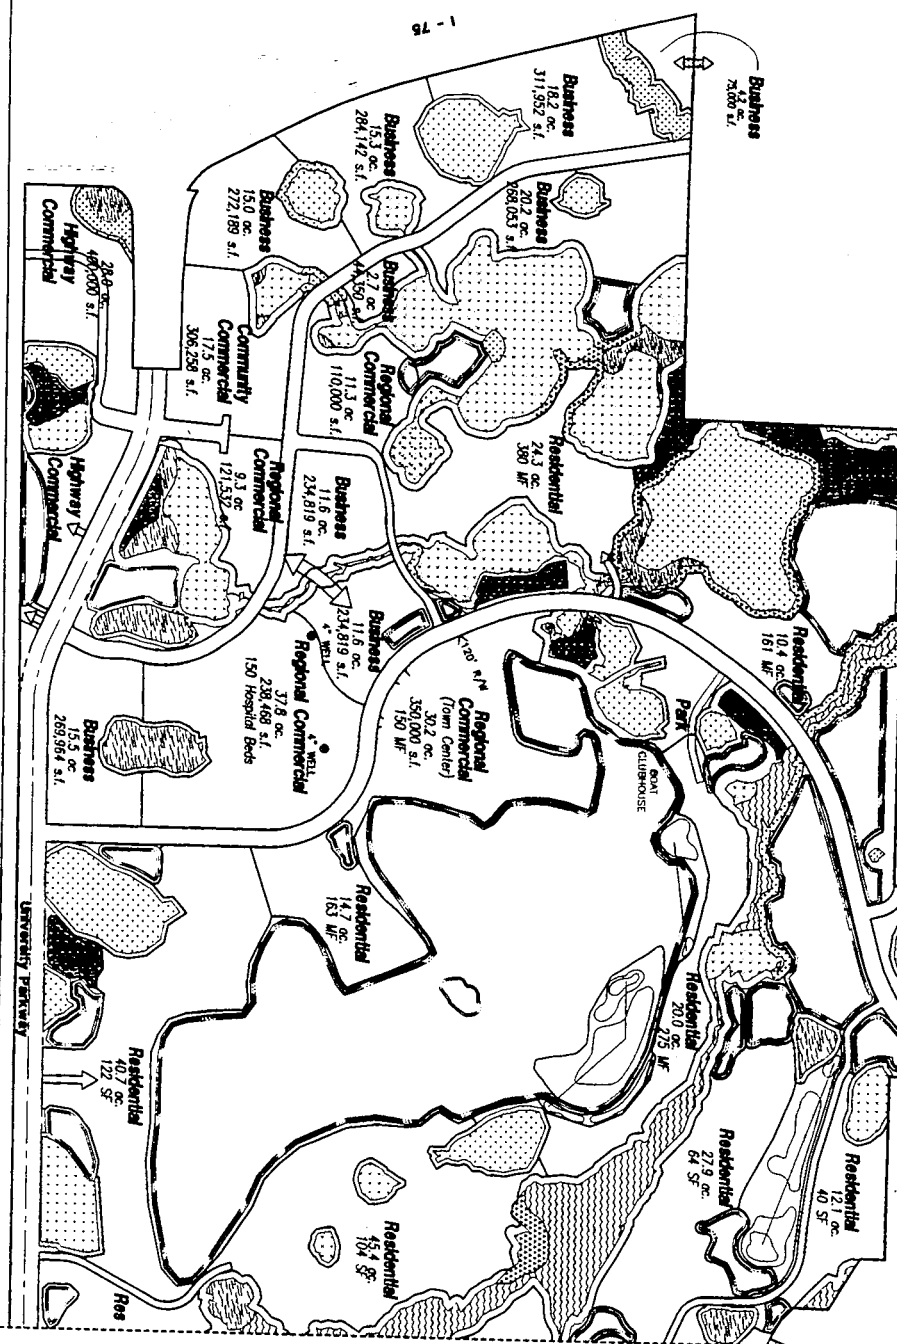 I - 75
Business
4.2 ac.
75,000 s.f.
Business
18.2 ac.
311,952 s.f.
Business
15.3 ac.
284,142 s.f.
Business
20.2 ac.
268,053 s.f.
Business
15.0 ac.
272,189 s.f.
Business
2.7 ac.
Highway
Commercial
28.0 ac.
s.f.
Community
Commercial
17.5 ac.
306,258 s.f.
Regional
Commercial
11.3 ac.
110,000 s.f.
Residential
24.3 ac.
380 MF
Highway
Commercial
Regional
Commercial
9.3 ac
Business
11.6 ac.
234,819 s.f.
Business
11.6 ac.
234,819 s.f.
4" WELL
Regional Commercial
37.8 ac.
238,468 s.f.
150 Hospital Beds
4" WELL
120' R/W
Regional
Commercial
(Town Center)
30.2 ac.
350,000 s.f.
150 MF
Park
Residential
10.4 ac.
161 MF
BOAT
CLUBHOUSE
Business
15.5 ac.
269,964 s.f.
Residential
14.7 ac.
163 MF
Residential
20.0 ac.
275 MF
University Parkway
Residential
40.7 ac.
122 SF
Residential
27.9 ac.
64 SF
Residential
12.1 ac.
40 SF
Residential
45.4 ac.
104 SF
Res